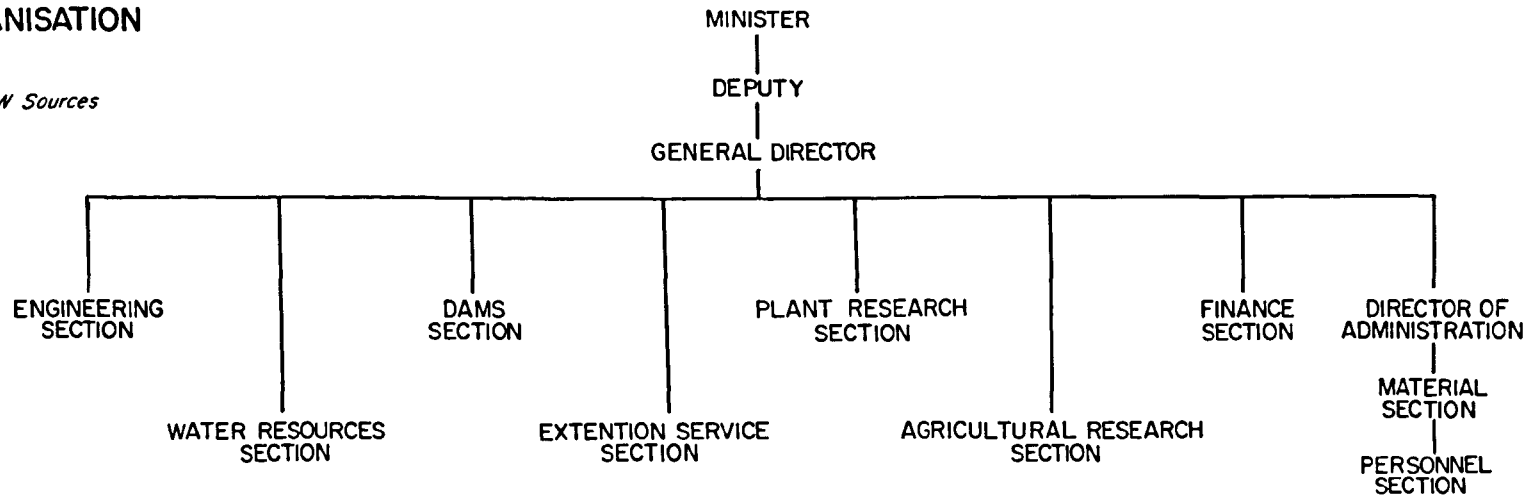 MINISTER
DEPUTY
GENERAL DIRECTOR
ENGINEERING
SECTION
DAMS
SECTION
PLANT RESEARCH
SECTION
FINANCE
SECTION
DIRECTOR OF
ADMINISTRATION
MATERIAL
SECTION
WATER RESOURCES
SECTION
EXTENTION SERVICE
SECTION
AGRICULTURAL RESEARCH
SECTION
PERSONNEL
SECTION
ANISATION
Sources